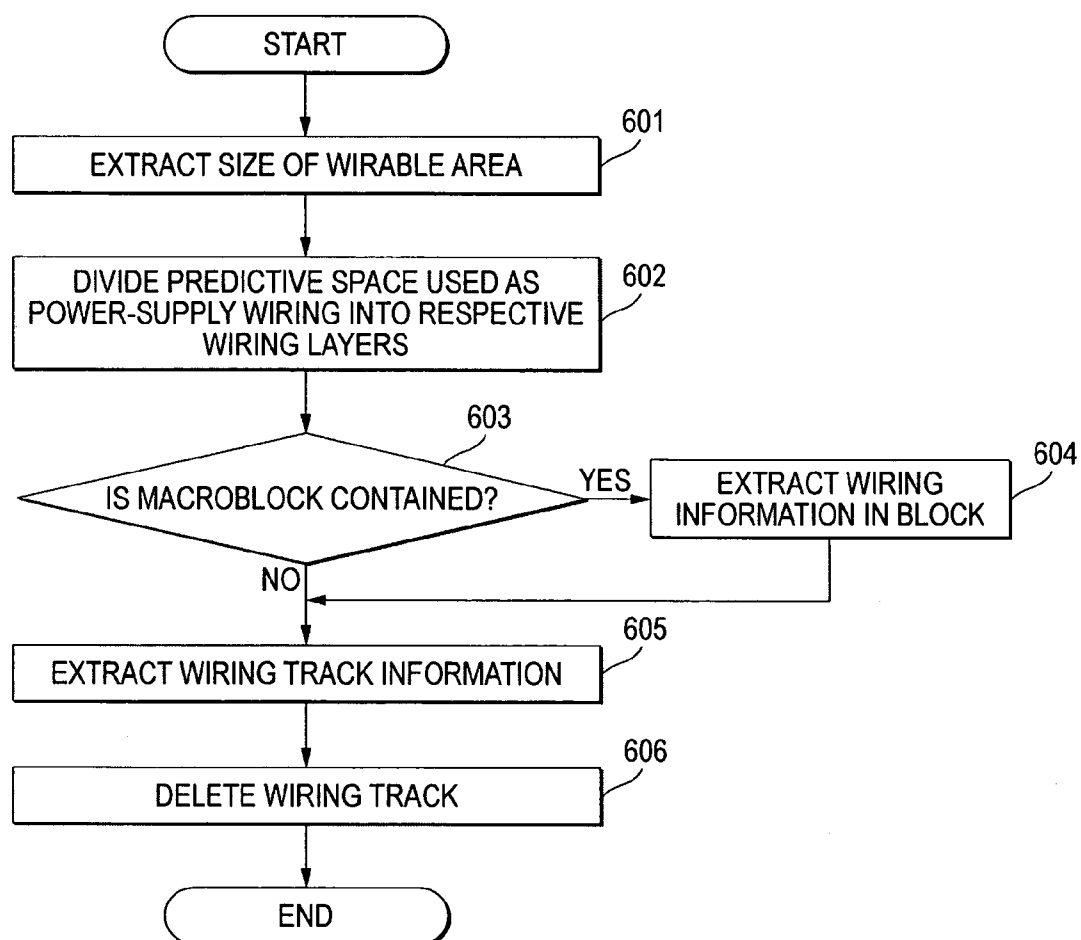 START
601
EXTRACT SIZE OF WIRABLE AREA
602
DIVIDE PREDICTIVE SPACE USED AS
POWER-SUPPLY WIRING INTO RESPECTIVE
WIRING LAYERS
603
IS MACROBLOCK CONTAINED?
YES
604
EXTRACT WIRING
INFORMATION IN BLOCK
NO
605
EXTRACT WIRING TRACK INFORMATION
606
DELETE WIRING TRACK
END